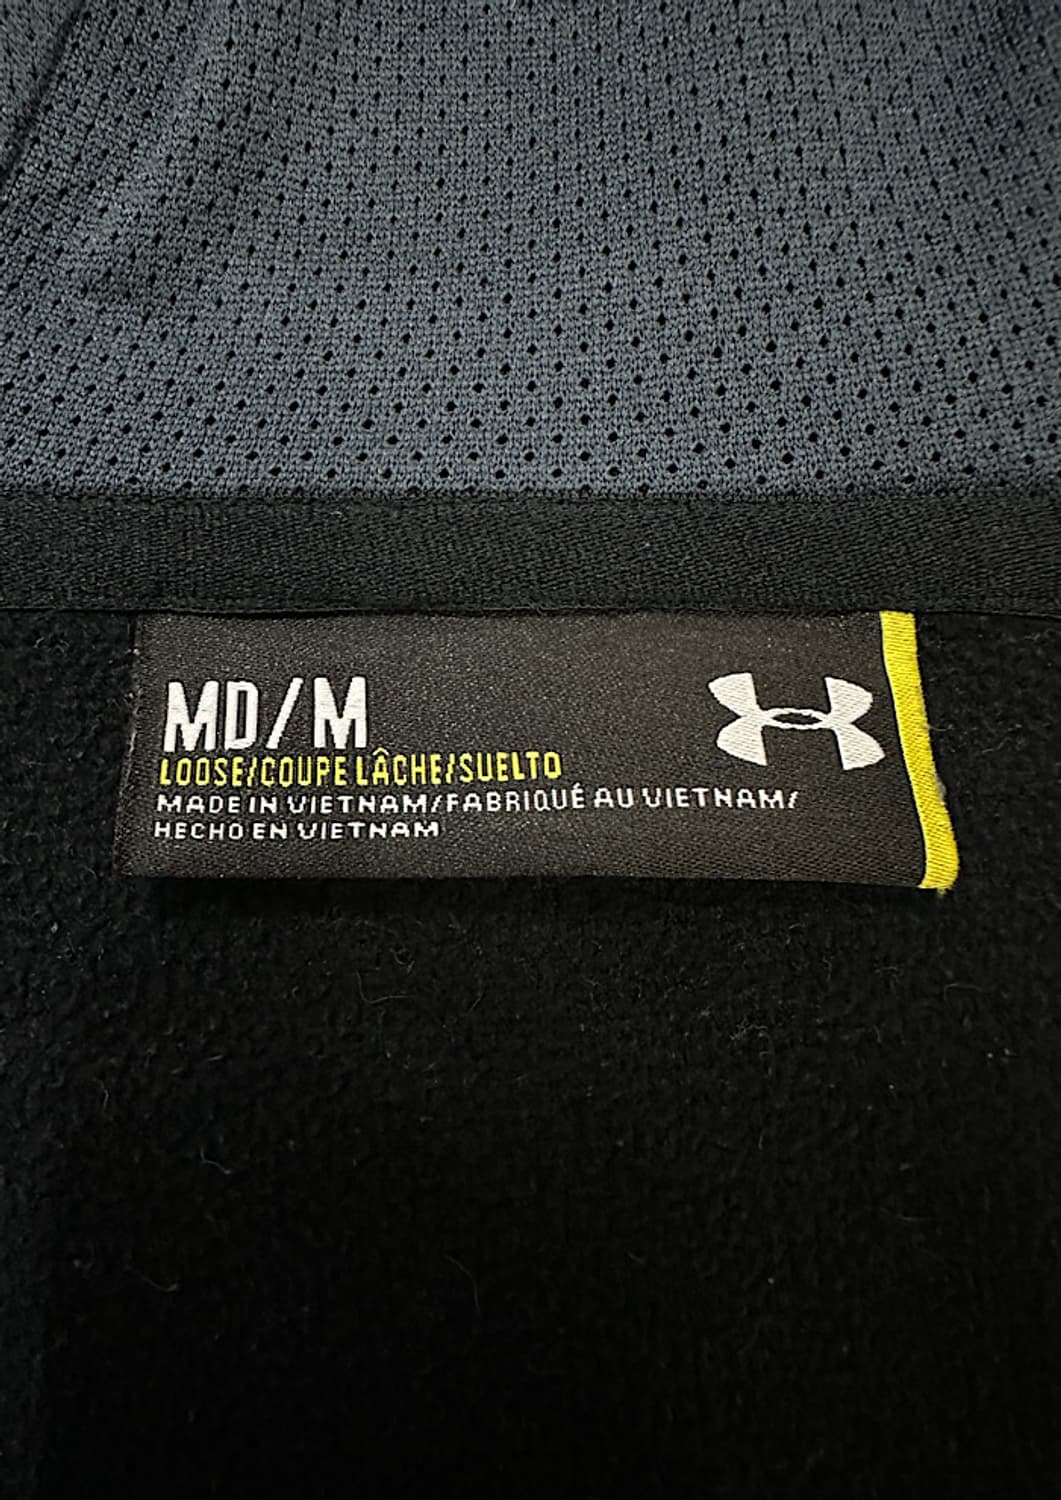 MD/M
LOOSE/COUPE LÂCHE/SUELTO
MADE IN VIETNAM/FABRIQUÉ AU VIETNAM/
HECHO EN VIETNAM